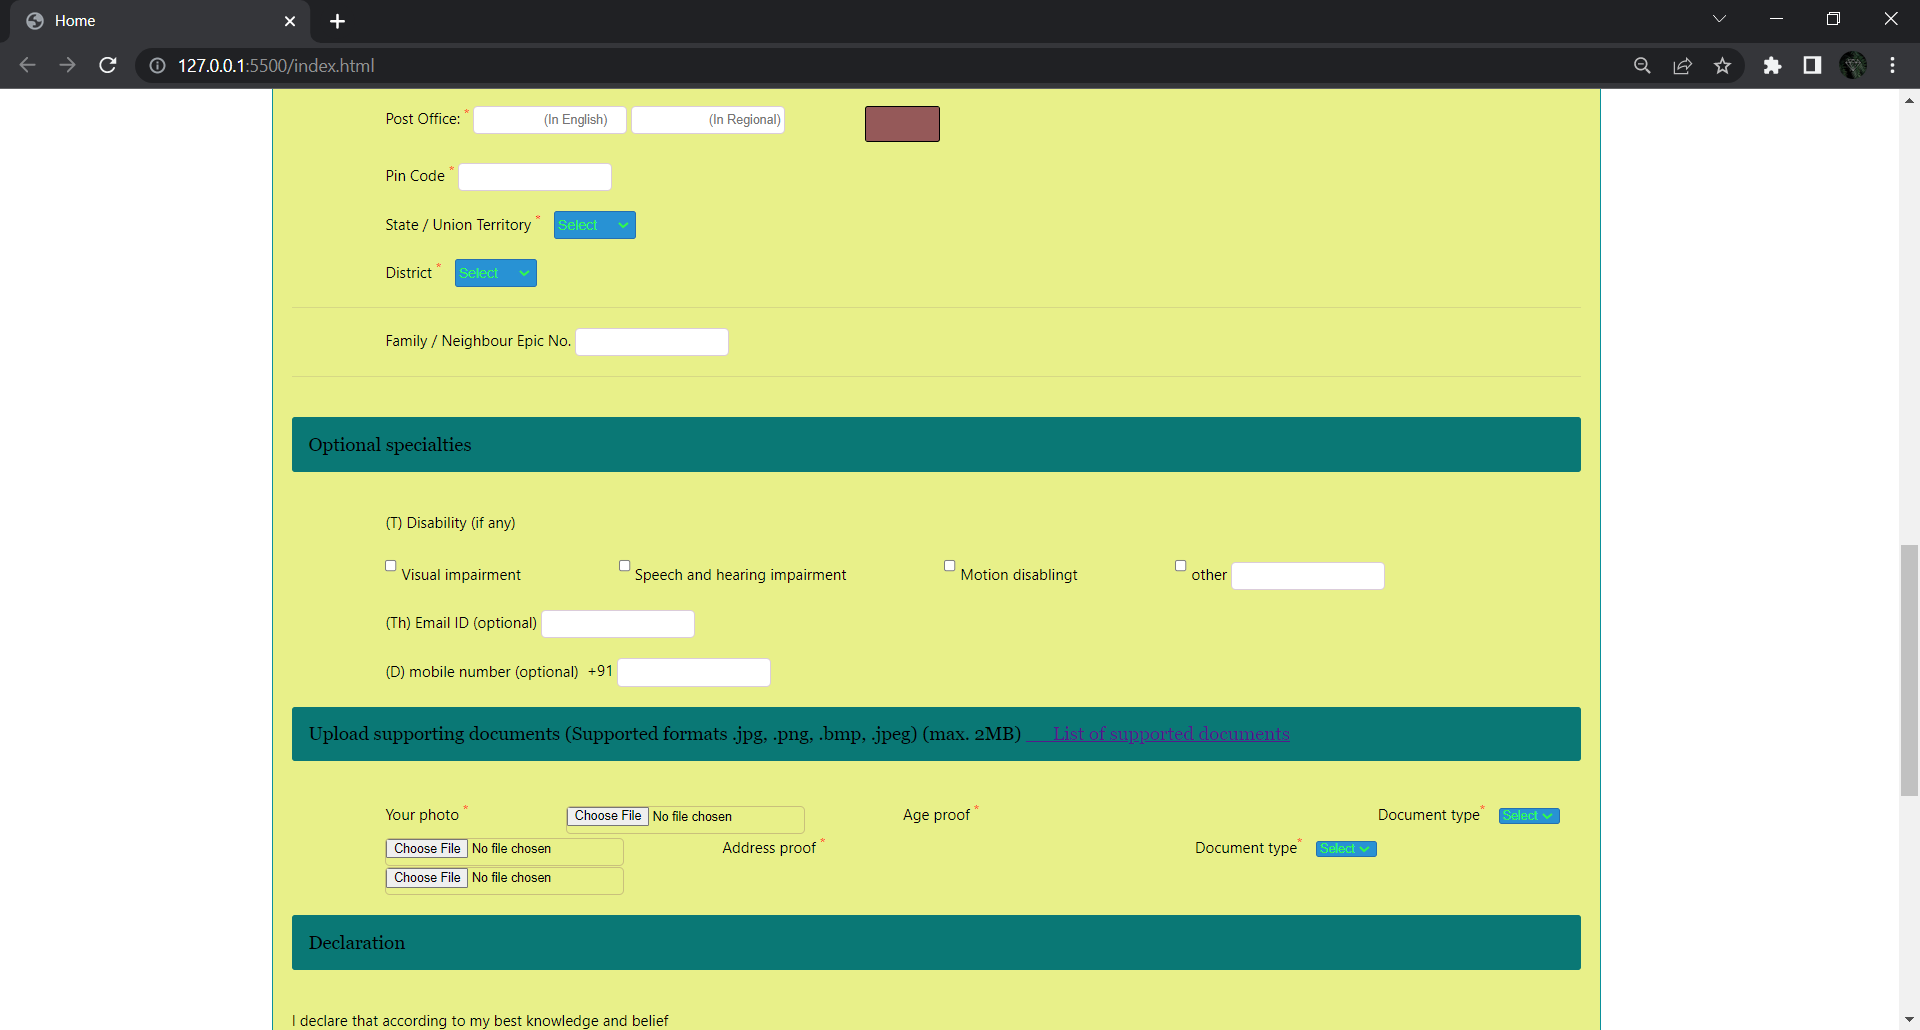 Home
127.0.0.1:5500/index.html
Post Office: * (In English) (In Regional)
Pin Code *
State / Union Territory * Select
District * Select
Family / Neighbour Epic No.
Optional specialties
(T) Disability (if any)
Visual impairment Speech and hearing impairment Motion disablingt other
(Th) Email ID (optional)
(D) mobile number (optional) +91
Upload supporting documents (Supported formats .jpg, .png, .bmp, .jpeg) (max. 2MB) List of supported documents
Your photo * Choose File No file chosen Age proof * Document type * Select
Choose File No file chosen Address proof * Document type * Select
Choose File No file chosen
Declaration
I declare that according to my best knowledge and belief